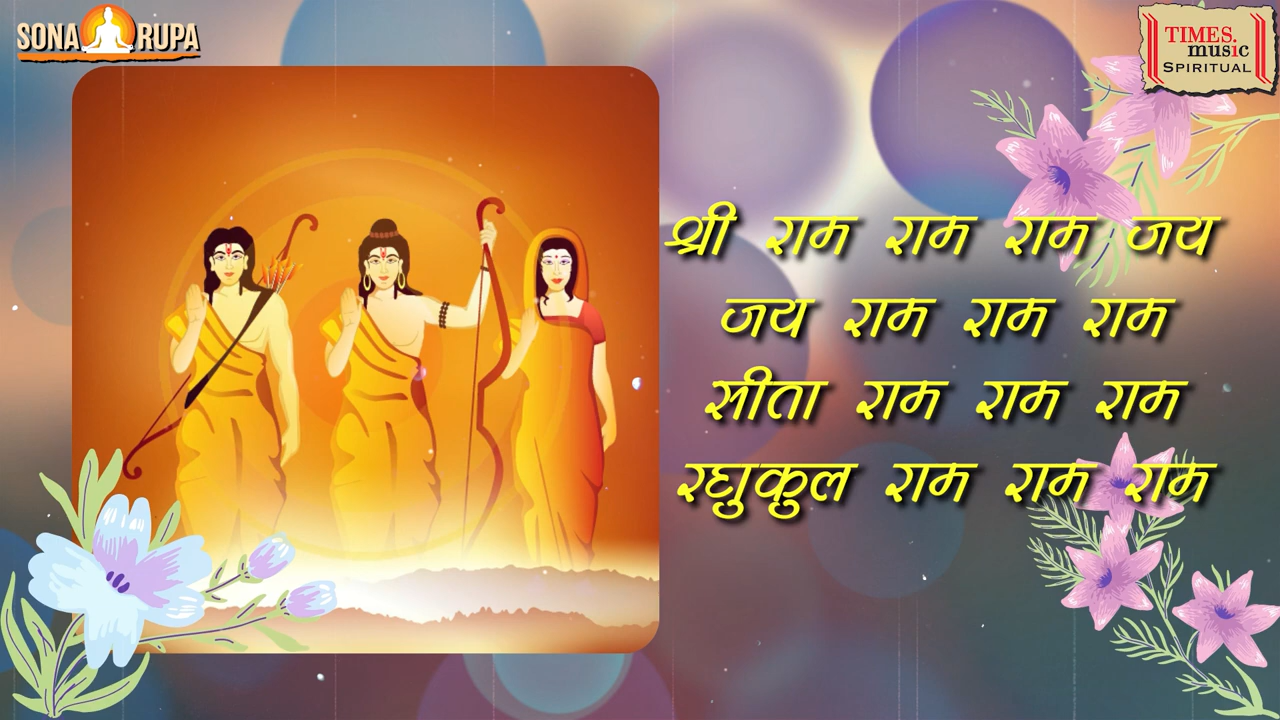 SONA RUPA
TIMES.
music
SPIRITUAL
श्री राम राम राम जय
जय राम राम राम
सीता राम राम राम
रघुकुल राम राम राम